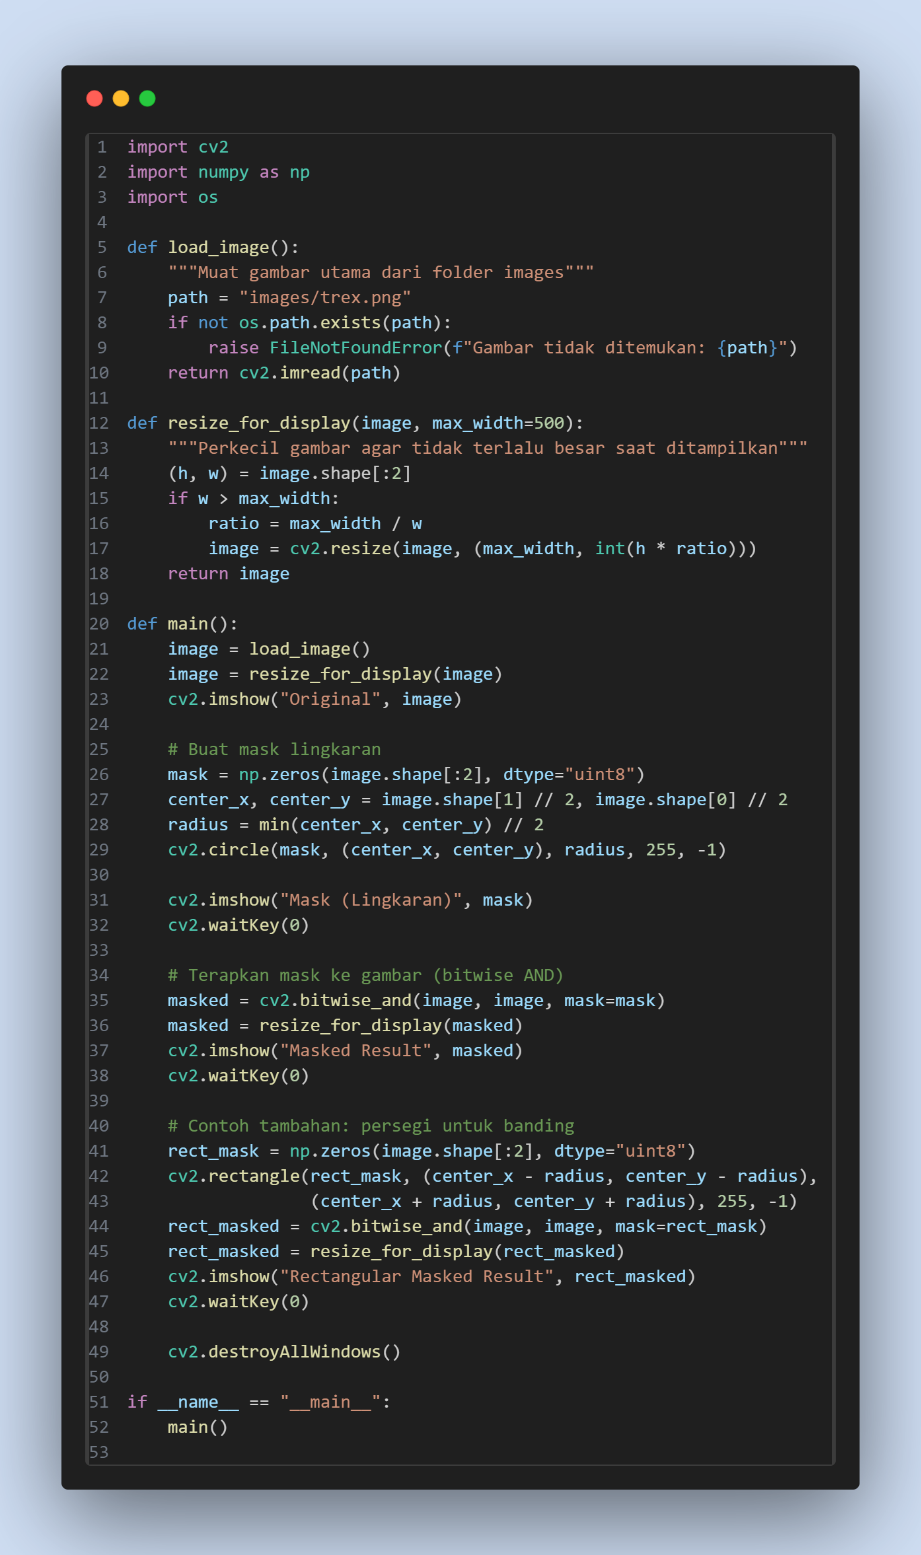 1 import cv2
2 import numpy as np
3 import os
4
5 def load_image():
6     """Muat gambar utama dari folder images"""
7     path = "images/trex.png"
8     if not os.path.exists(path):
9         raise FileNotFoundError(f"Gambar tidak ditemukan: {path}")
10     return cv2.imread(path)
11
12 def resize_for_display(image, max_width=500):
13     """Perkecil gambar agar tidak terlalu besar saat ditampilkan"""
14     (h, w) = image.shape[:2]
15     if w > max_width:
16         ratio = max_width / w
17         image = cv2.resize(image, (max_width, int(h * ratio)))
18     return image
19
20 def main():
21     image = load_image()
22     image = resize_for_display(image)
23     cv2.imshow("Original", image)
24
25     # Buat mask lingkaran
26     mask = np.zeros(image.shape[:2], dtype="uint8")
27     center_x, center_y = image.shape[1] // 2, image.shape[0] // 2
28     radius = min(center_x, center_y) // 2
29     cv2.circle(mask, (center_x, center_y), radius, 255, -1)
30
31     cv2.imshow("Mask (Lingkaran)", mask)
32     cv2.waitKey(0)
33
34     # Terapkan mask ke gambar (bitwise AND)
35     masked = cv2.bitwise_and(image, image, mask=mask)
36     masked = resize_for_display(masked)
37     cv2.imshow("Masked Result", masked)
38     cv2.waitKey(0)
39
40     # Contoh tambahan: persegi untuk banding
41     rect_mask = np.zeros(image.shape[:2], dtype="uint8")
42     cv2.rectangle(rect_mask, (center_x - radius, center_y - radius),
43                   (center_x + radius, center_y + radius), 255, -1)
44     rect_masked = cv2.bitwise_and(image, image, mask=rect_mask)
45     rect_masked = resize_for_display(rect_masked)
46     cv2.imshow("Rectangular Masked Result", rect_masked)
47     cv2.waitKey(0)
48
49     cv2.destroyAllWindows()
50
51 if __name__ == "__main__":
52     main()
53